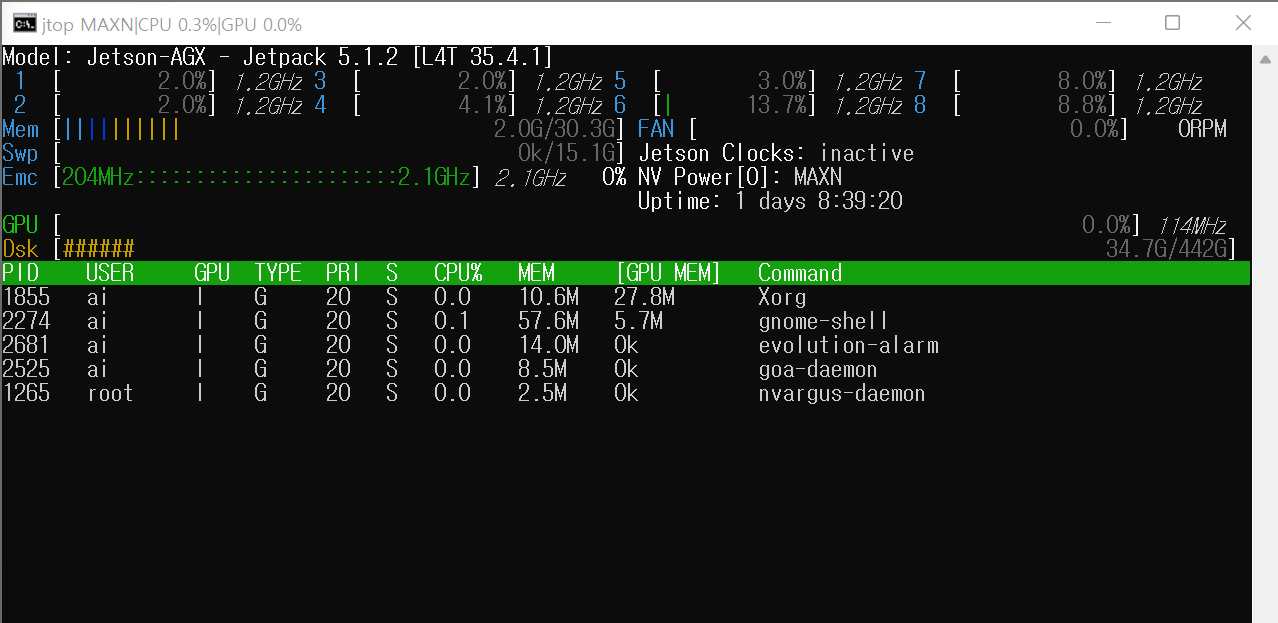 jtop MAXN|CPU 0.3%|GPU 0.0%
Model: Jetson-AGX - Jetpack 5.1.2 [L4T 35.4.1]
1 [ 2.0%] 1.2GHz 3 [ 2.0%] 1.2GHz 5 [ 3.0%] 1.2GHz 7 [ 8.0%] 1.2GHz
2 [ 2.0%] 1.2GHz 4 [ 4.1%] 1.2GHz 6 [| 13.7%] 1.2GHz 8 [ 8.8%] 1.2GHz
Mem [|||||||||| 2.0G/30.3G] FAN [ 0.0%] 0RPM
Swp [ 0k/15.1G] Jetson Clocks: inactive
Emc [204MHz::::::::::::::::::::::2.1GHz] 2.1GHz 0% NV Power[0]: MAXN
Uptime: 1 days 8:39:20
GPU [ 0.0%] 114MHz
Dsk [###### 34.7G/442G]
PID USER GPU TYPE PRI S CPU% MEM [GPU MEM] Command
1855 ai I G 20 S 0.0 10.6M 27.8M Xorg
2274 ai I G 20 S 0.1 57.6M 5.7M gnome-shell
2681 ai I G 20 S 0.0 14.0M 0k evolution-alarm
2525 ai I G 20 S 0.0 8.5M 0k goa-daemon
1265 root I G 20 S 0.0 2.5M 0k nvargus-daemon